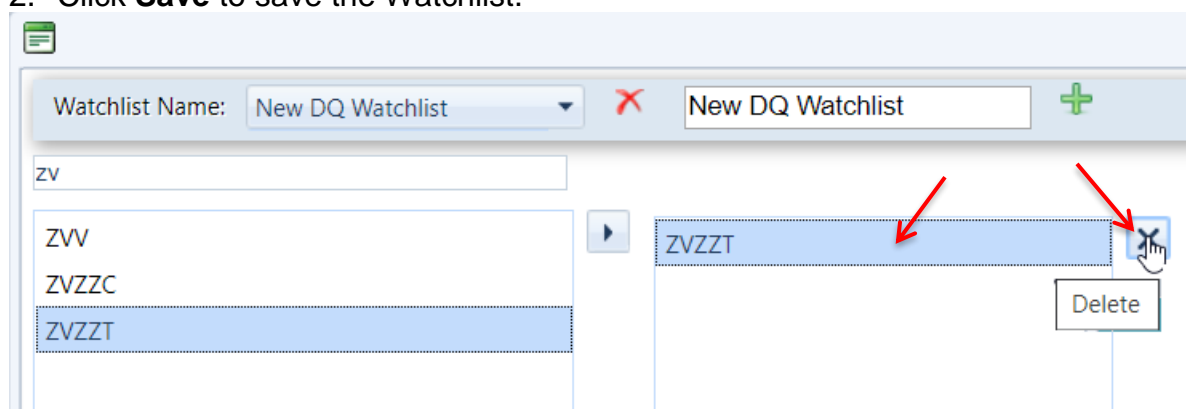 2. Click Save to save the Watchlist.
Watchlist Name: New DQ Watchlist New DQ Watchlist
zv
ZVV
ZVZZC
ZVZZT
ZVZZT
Delete